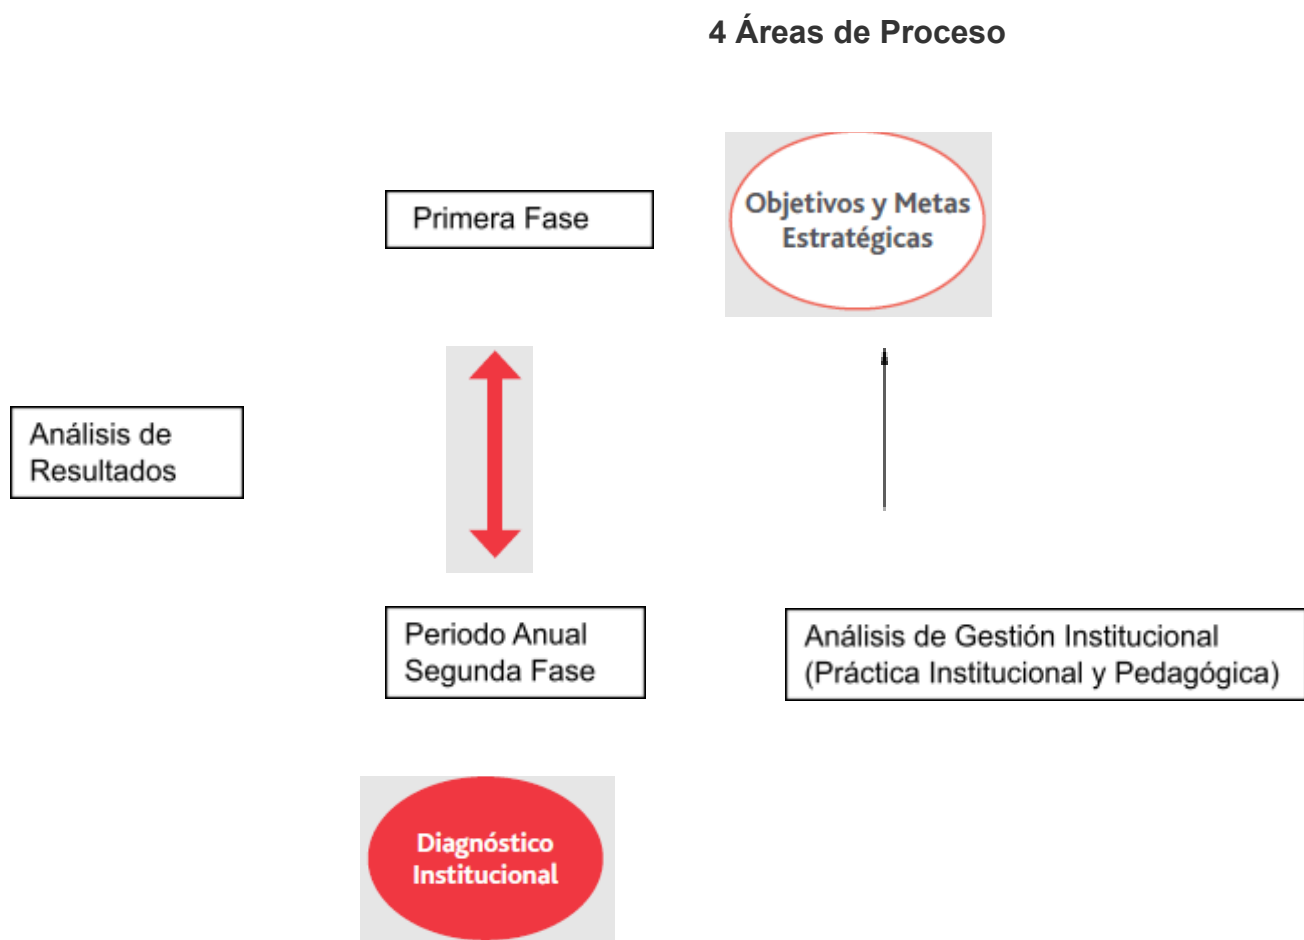 4 Áreas de Proceso
Primera Fase
Objetivos y Metas
Estratégicas
Análisis de
Resultados
Periodo Anual
Segunda Fase
Análisis de Gestión Institucional
(Práctica Institucional y Pedagógica)
Diagnóstico
Institucional